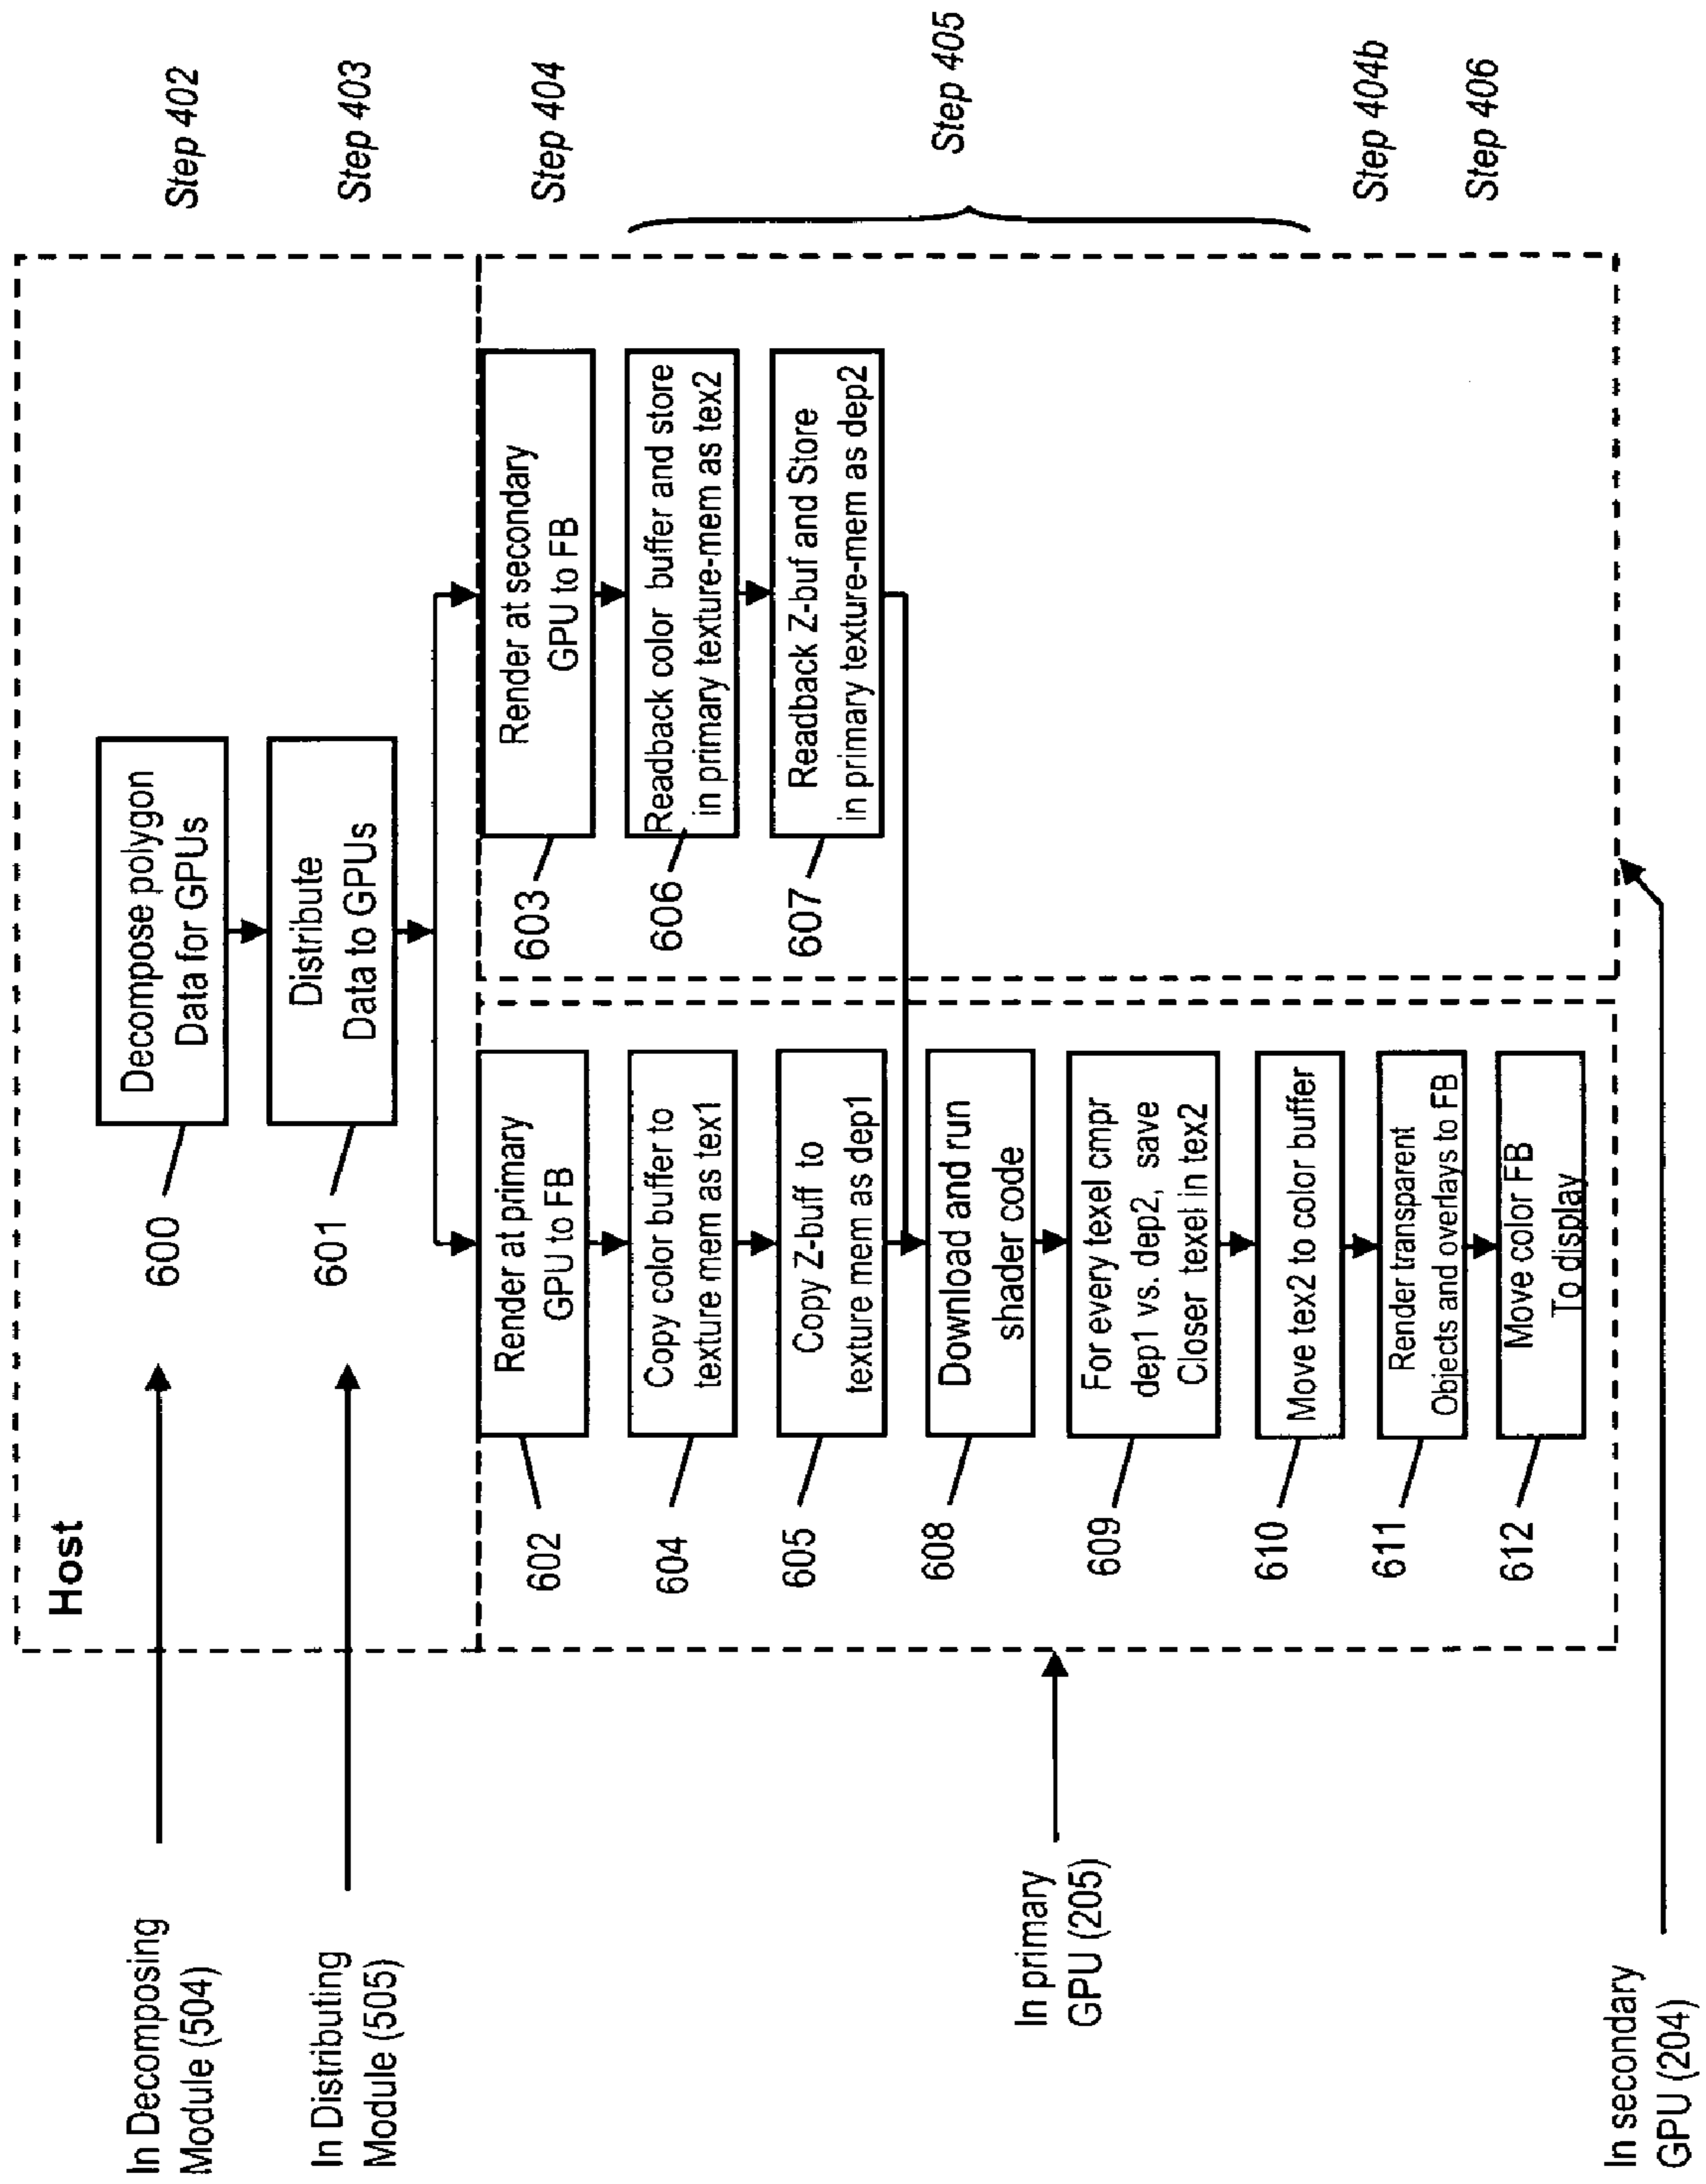 Host
In Decomposing
Module (504)
600
Decompose polygon
Data for GPUs
Step 402
In Distributing
Module (505)
601
Distribute
Data to GPUs
Step 403
602
Render at primary
GPU to FB
603
Render at secondary
GPU to FB
Step 404
604
Copy color buffer to
texture mem as tex1
606
Readback color buffer and store
in primary texture-mem as tex2
605
Copy Z-buff to
texture mem as dep1
607
Readback Z-buf and Store
in primary texture-mem as dep2
Step 405
608
Download and run
shader code
In primary
GPU (205)
609
For every texel cmpr
dep1 vs. dep2, save
Closer texel in tex2
610
Move tex2 to color buffer
611
Render transparent
Objects and overlays to FB
Step 404b
612
Move color FB
To display
Step 406
In secondary
GPU (204)